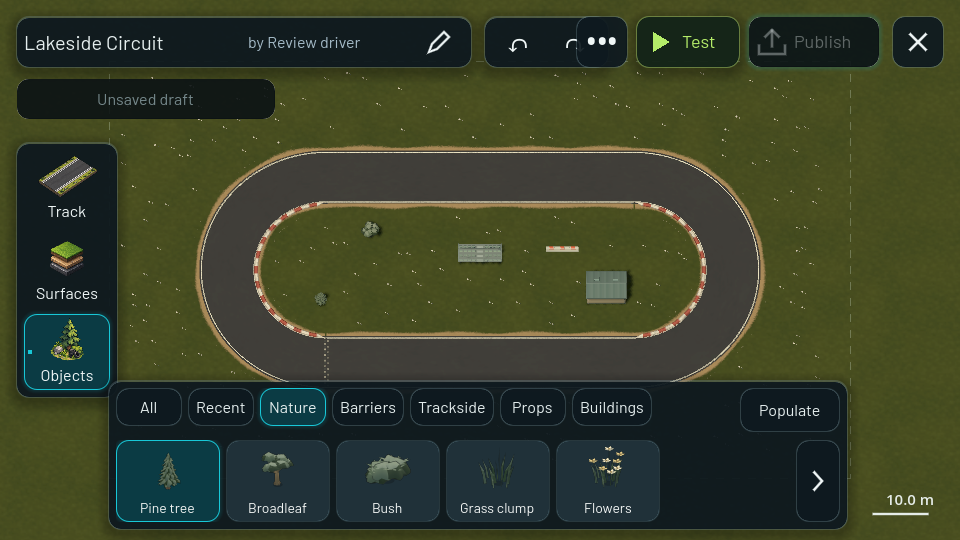 Lakeside Circuit
by Review driver
Test
Publish
Unsaved draft
Track
Surfaces
Objects
All
Recent
Nature
Barriers
Trackside
Props
Buildings
Populate
Pine tree
Broadleaf
Bush
Grass clump
Flowers
10.0 m